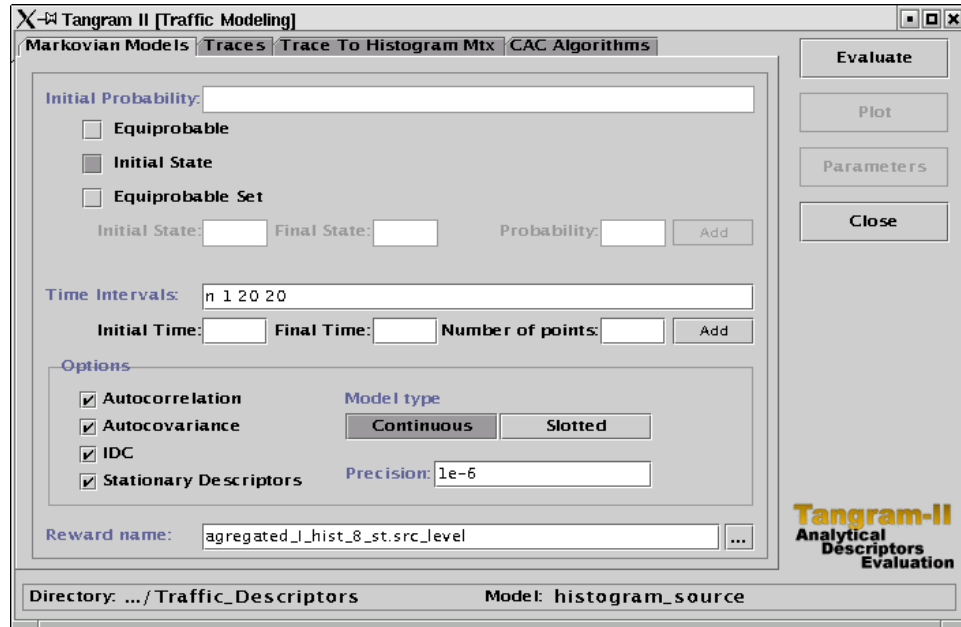 Tangram II [Traffic Modeling]
Markovian Models Traces Trace To Histogram Mtx CAC Algorithms
Evaluate
Plot
Parameters
Close
Initial Probability:
Equiprobable
Initial State
Equiprobable Set
Initial State: Final State: Probability: Add
Time Intervals: n 1 20 20
Initial Time: Final Time: Number of points: Add
Options
Autocorrelation
Autocovariance
IDC
Stationary Descriptors
Model type
Continuous Slotted
Precision: 1e-6
Reward name: agregated_l_hist_8_st.src_level ...
Tangram-II
Analytical
Descriptors
Evaluation
Directory: .../Traffic_Descriptors Model: histogram_source